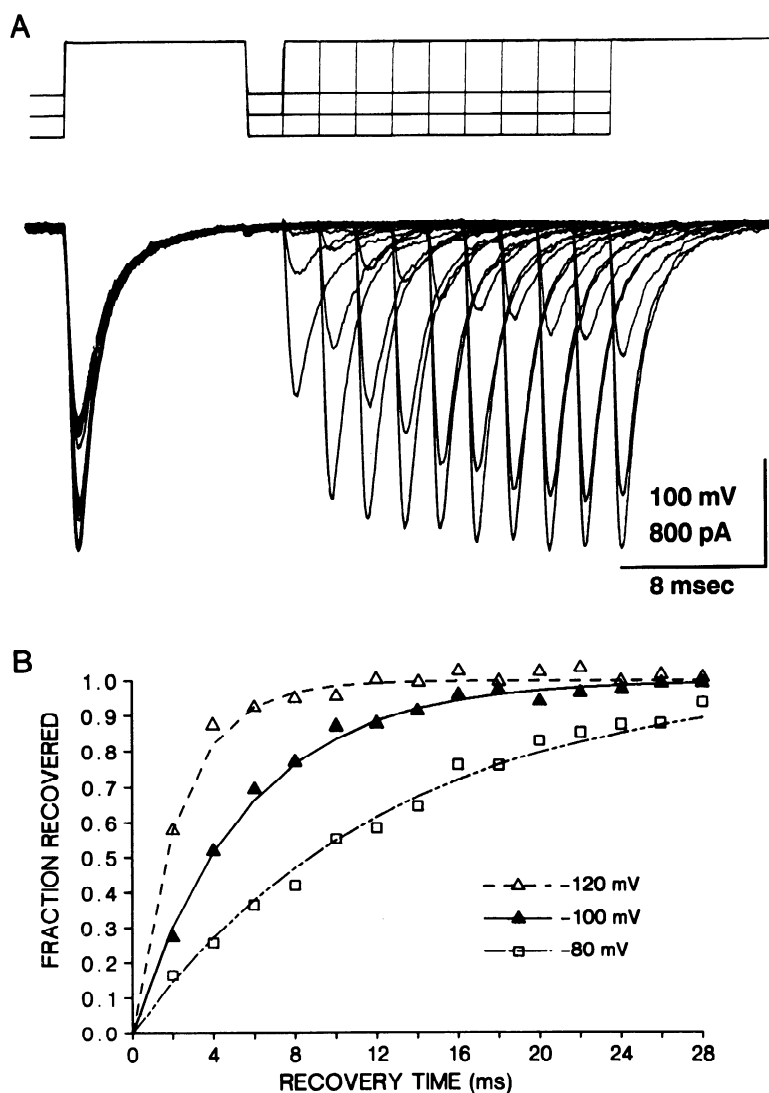 A
100 mV
800 pA
8 msec
B
FRACTION RECOVERED
1.0
0.9
0.8
0.7
0.6
0.5
0.4
0.3
0.2
0.1
0.0
-120 mV
-100 mV
-80 mV
0 4 8 12 16 20 24 28
RECOVERY TIME (ms)